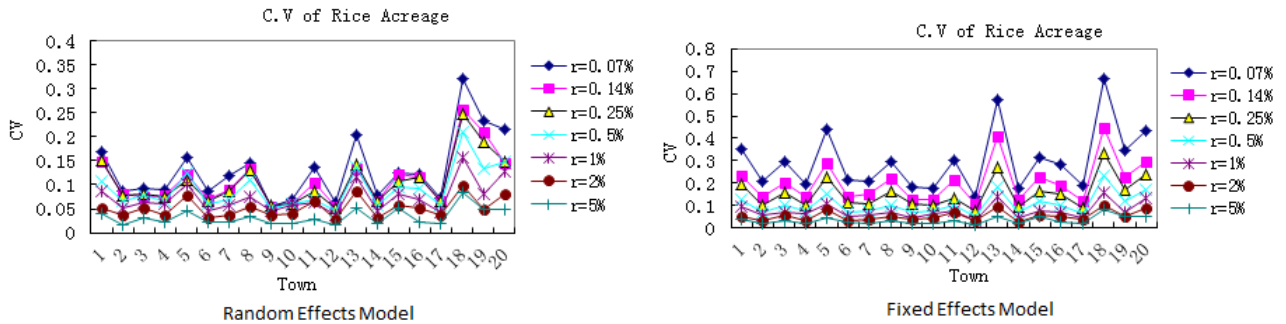 C.V of Rice Acreage
0.4
0.35
0.3
0.25
0.2
0.15
0.1
0.05
0
CV
1 2 3 4 5 6 7 8 9 10 11 12 13 14 15 16 17 18 19 20
Town
r=0.07%
r=0.14%
r=0.25%
r=0.5%
r=1%
r=2%
r=5%
Random Effects Model
C.V of Rice Acreage
0.8
0.7
0.6
0.5
0.4
0.3
0.2
0.1
0
CV
1 2 3 4 5 6 7 8 9 10 11 12 13 14 15 16 17 18 19 20
Town
r=0.07%
r=0.14%
r=0.25%
r=0.5%
r=1%
r=2%
r=5%
Fixed Effects Model